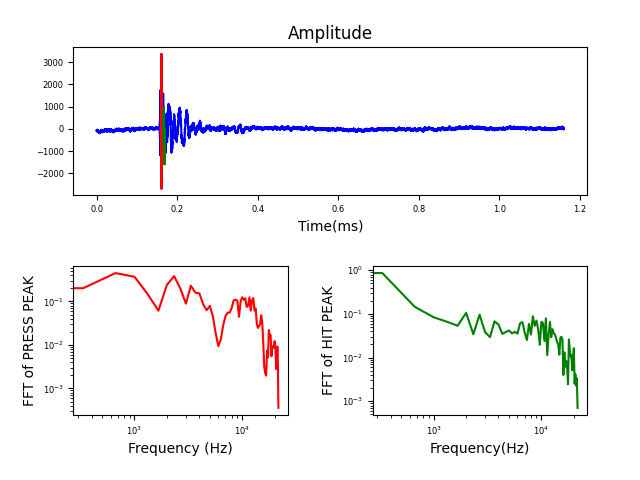 Amplitude
3000
2000
1000
0
−1000
−2000
0.0 0.2 0.4 0.6 0.8 1.0 1.2
Time(ms)
FFT of PRESS PEAK
10⁻¹
10⁻²
10⁻³
10³ 10⁴
Frequency (Hz)
FFT of HIT PEAK
10⁰
10⁻¹
10⁻²
10⁻³
10³ 10⁴
Frequency(Hz)